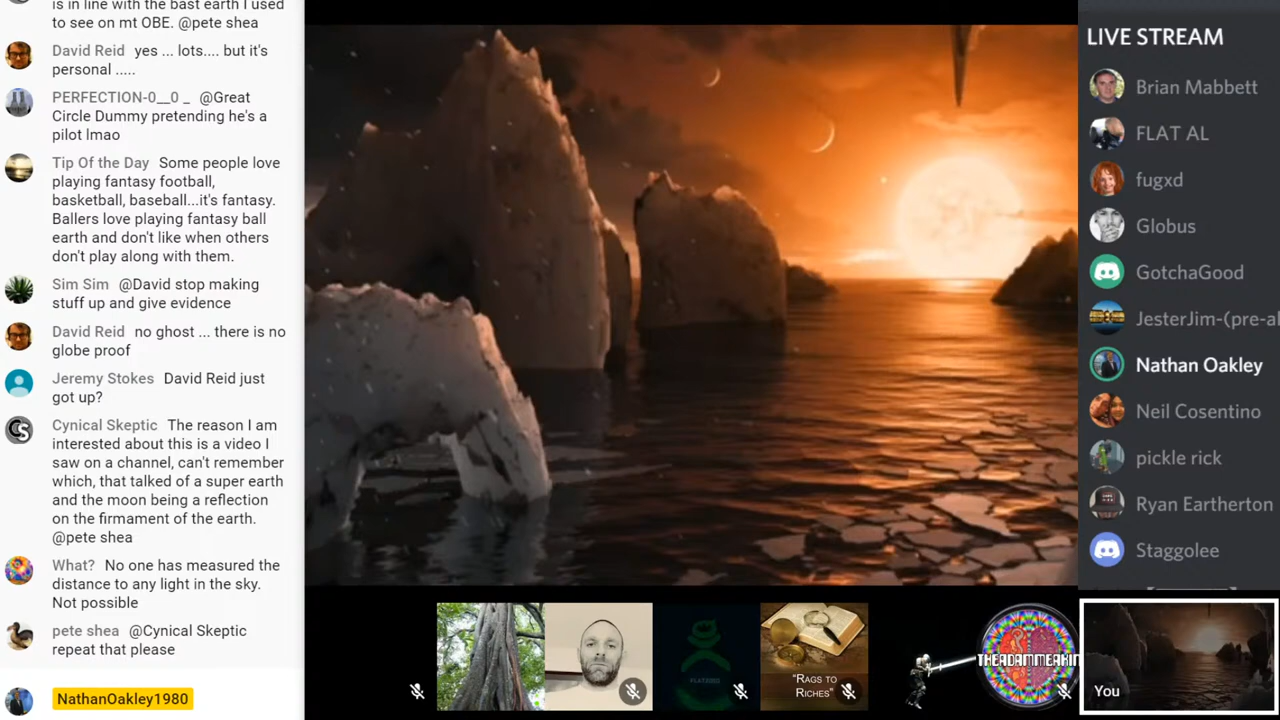 is in line with the bast earth I used
to see on mt OBE. @pete shea
David Reid yes ... lots.... but it's
personal .....
PERFECTION-0__0 _ @Great
Circle Dummy pretending he's a
pilot lmao
Tip Of the Day Some people love
playing fantasy football,
basketball, baseball...it's fantasy.
Ballers love playing fantasy ball
earth and don't like when others
don't play along with them.
Sim Sim @David stop making
stuff up and give evidence
David Reid no ghost ... there is no
globe proof
Jeremy Stokes David Reid just
got up?
Cynical Skeptic The reason I am
interested about this is a video I
saw on a channel, can't remember
which, that talked of a super earth
and the moon being a reflection
on the firmament of the earth.
@pete shea
What? No one has measured the
distance to any light in the sky.
Not possible
pete shea @Cynical Skeptic
repeat that please
NathanOakley1980
LIVE STREAM
Brian Mabbett
FLAT AL
fugxd
Globus
GotchaGood
JesterJim-(pre-al
Nathan Oakley
Neil Cosentino
pickle rick
Ryan Eartherton
Staggolee
"RAGS TO
RICHES"
THEADAMMEAKIN
You